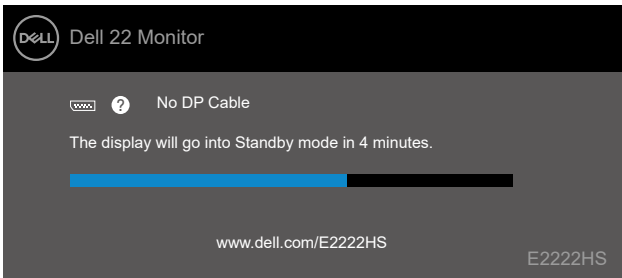 DELL
Dell 22 Monitor
? No DP Cable
The display will go into Standby mode in 4 minutes.
www.dell.com/E2222HS
E2222HS